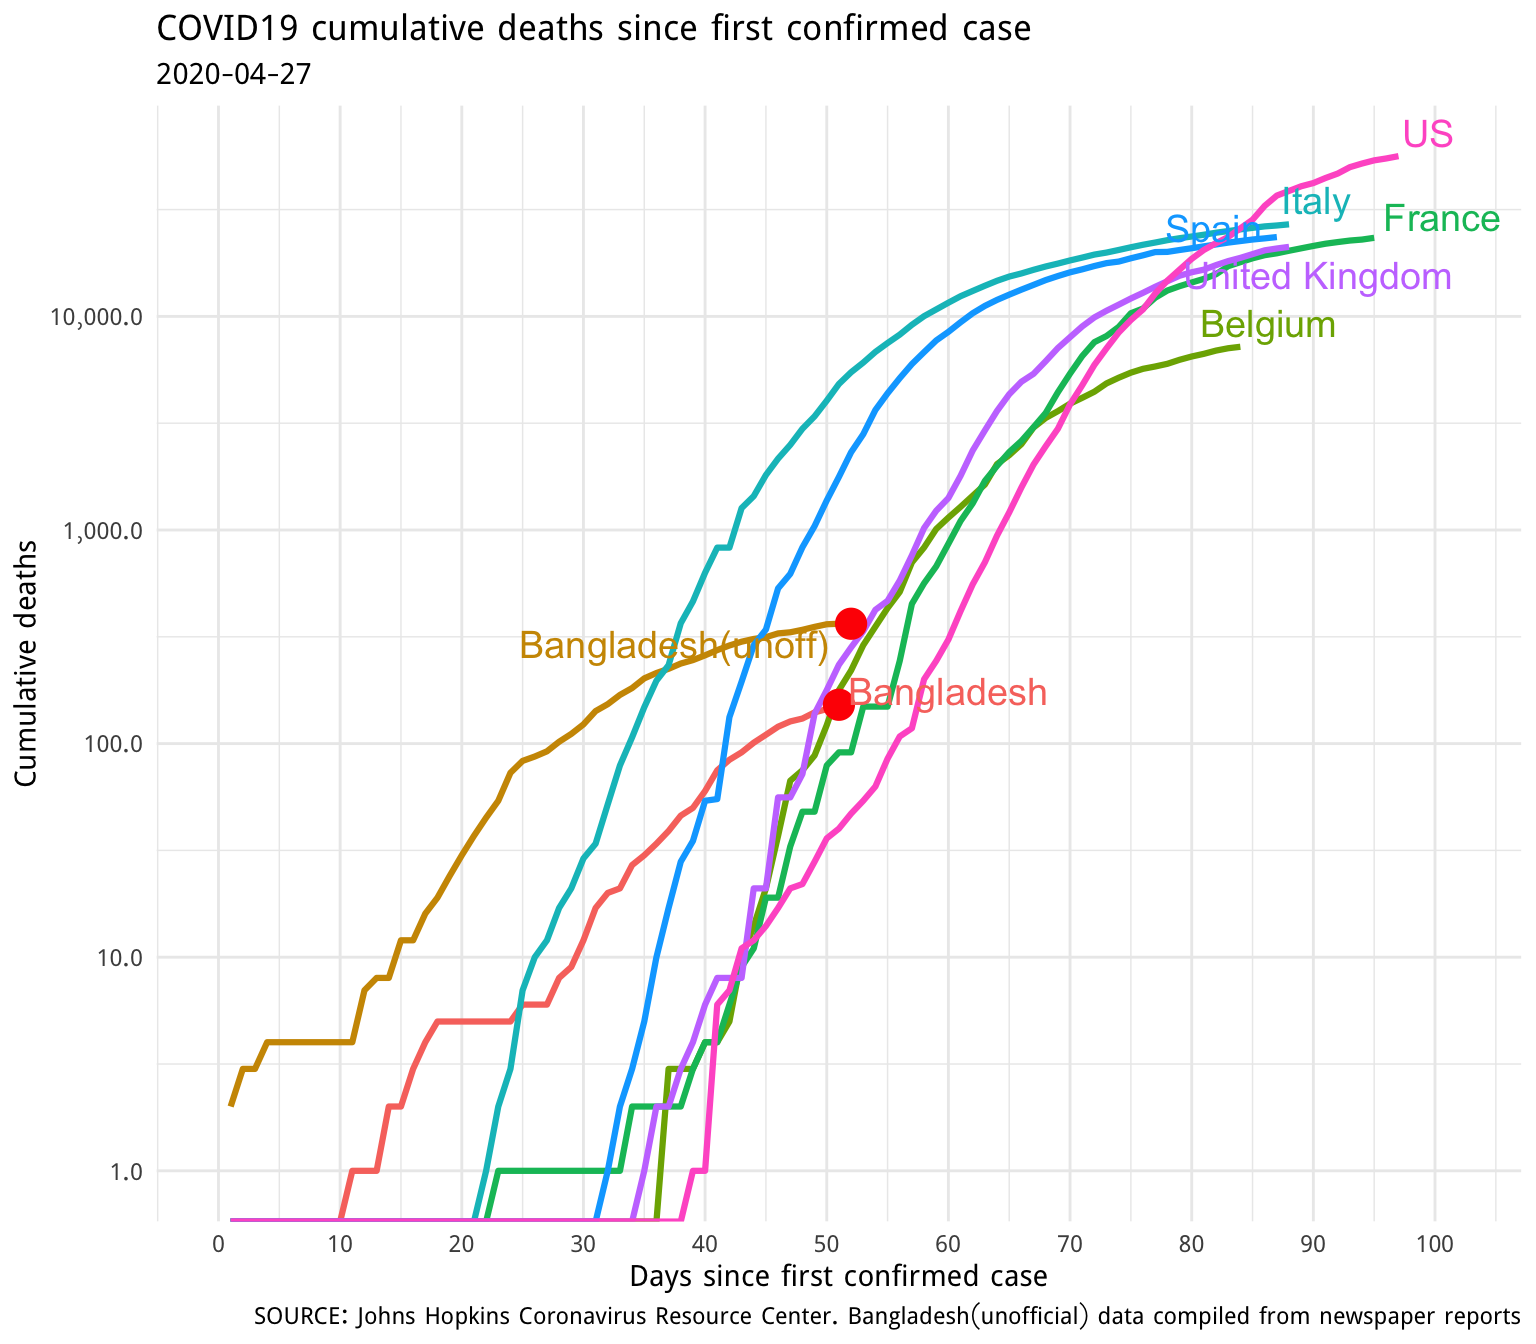 COVID19 cumulative deaths since first confirmed case
2020-04-27
US
Italy
France
Spain
United Kingdom
Belgium
Bangladesh(unoff)
Bangladesh
Cumulative deaths
10,000.0
1,000.0
100.0
10.0
1.0
0 10 20 30 40 50 60 70 80 90 100
Days since first confirmed case
SOURCE: Johns Hopkins Coronavirus Resource Center. Bangladesh(unofficial) data compiled from newspaper reports